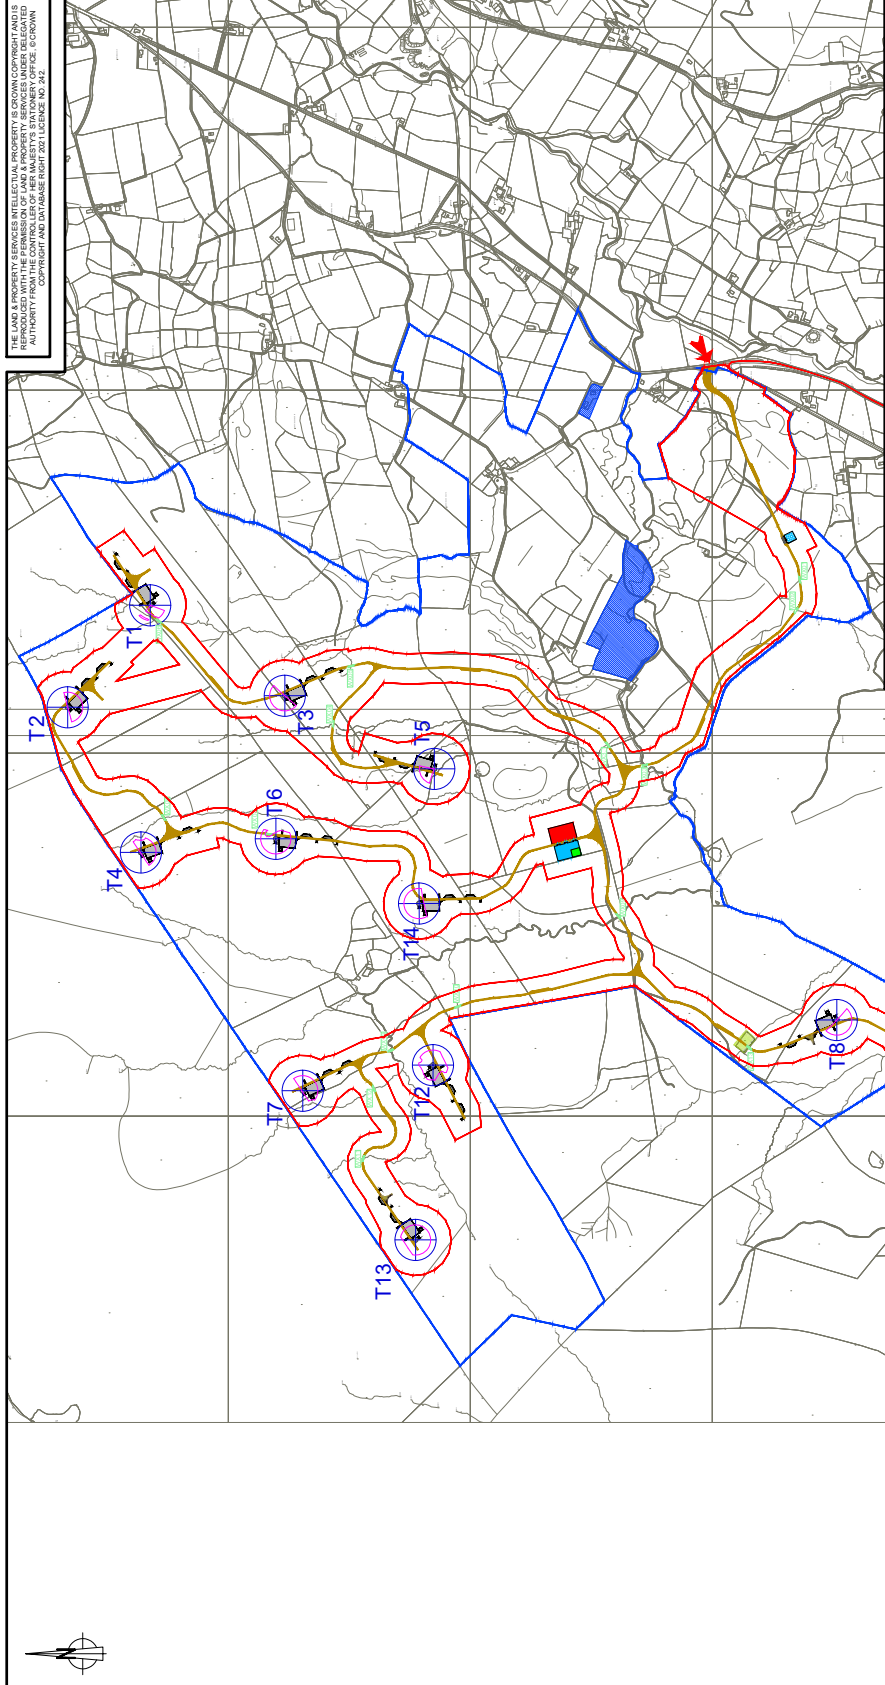 THE LAND & PROPERTY SERVICES INTELLECTUAL PROPERTY IS CROWN COPYRIGHT AND IS
REPRODUCED WITH THE PERMISSION OF LAND & PROPERTY SERVICES UNDER DELEGATED
AUTHORITY FROM THE CONTROLLER OF HER MAJESTY'S STATIONERY OFFICE. © CROWN
COPYRIGHT AND DATABASE RIGHT 2021 LICENCE NO. 242.
T2
T1
T4
T6
T3
T5
T14
T7
T12
T13
T8
N